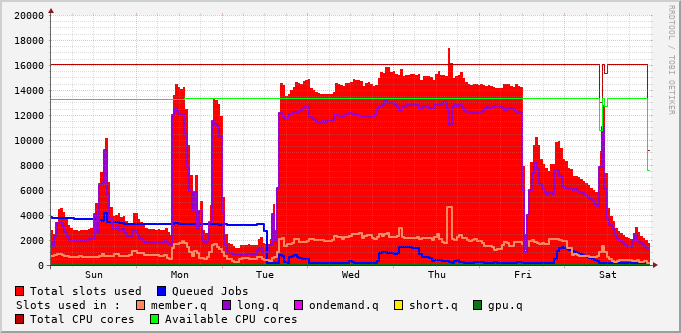 20000
18000
16000
14000
12000
10000
8000
6000
4000
2000
0
Sun Mon Tue Wed Thu Fri Sat
RRDTOOL / TOBI OETIKER
Total slots used Queued Jobs
Slots used in : member.q long.q ondemand.q short.q gpu.q
Total CPU cores Available CPU cores